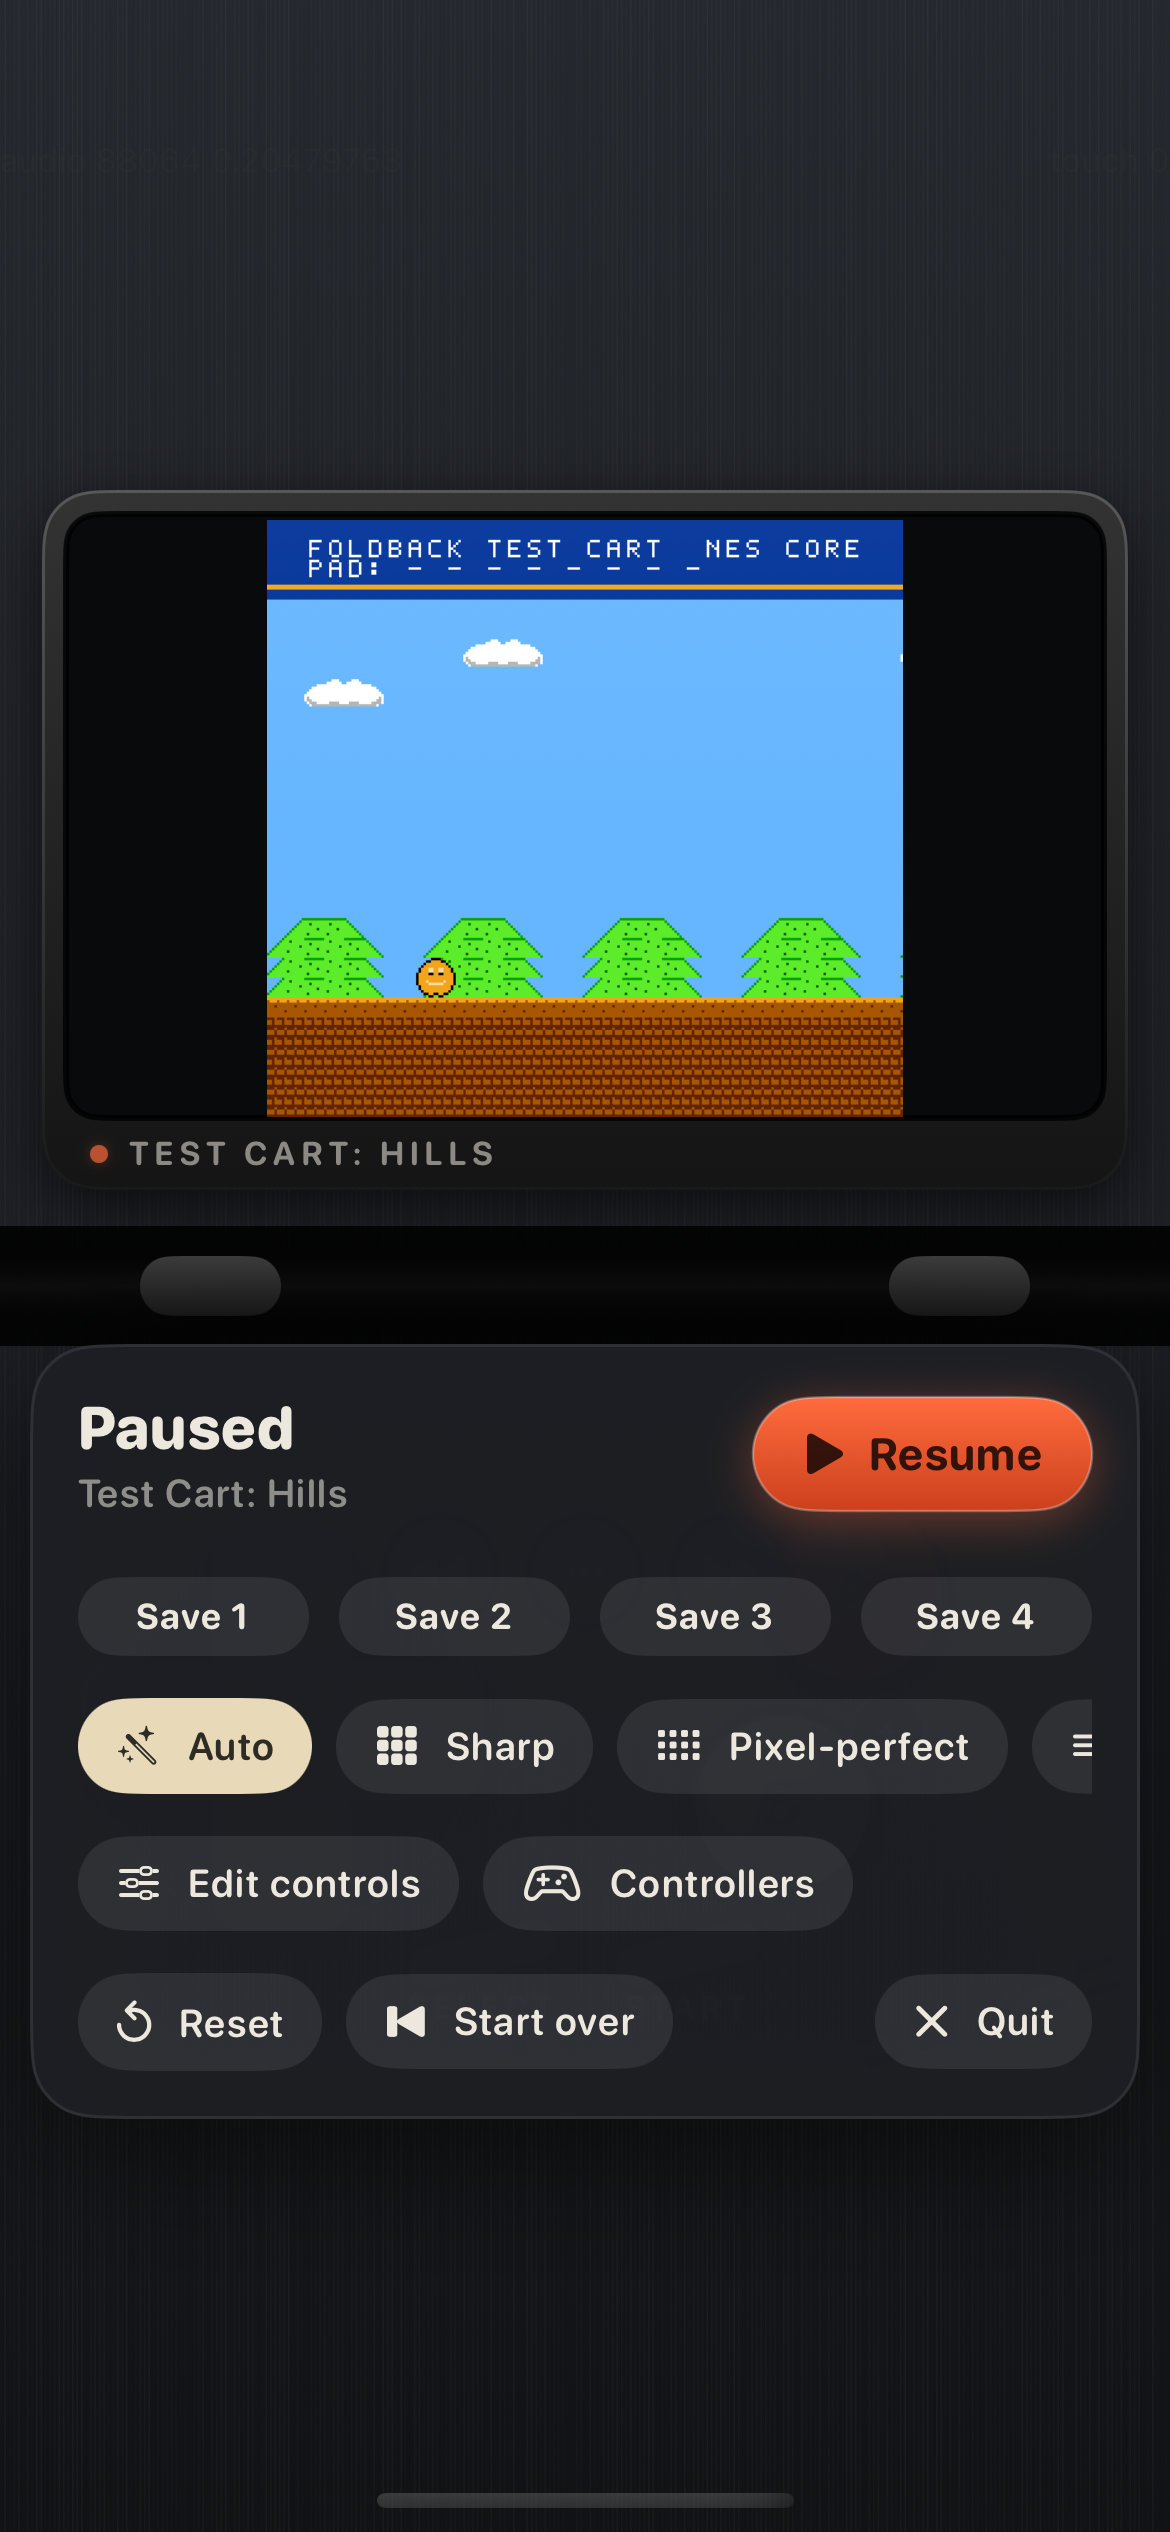 FOLDBACK TEST CART NES CORE
PAD: - - - - - - - -
TEST CART: HILLS
Paused
Resume
Test Cart: Hills
Save 1
Save 2
Save 3
Save 4
Auto
Sharp
Pixel-perfect
Edit controls
Controllers
Reset
Start over
Quit